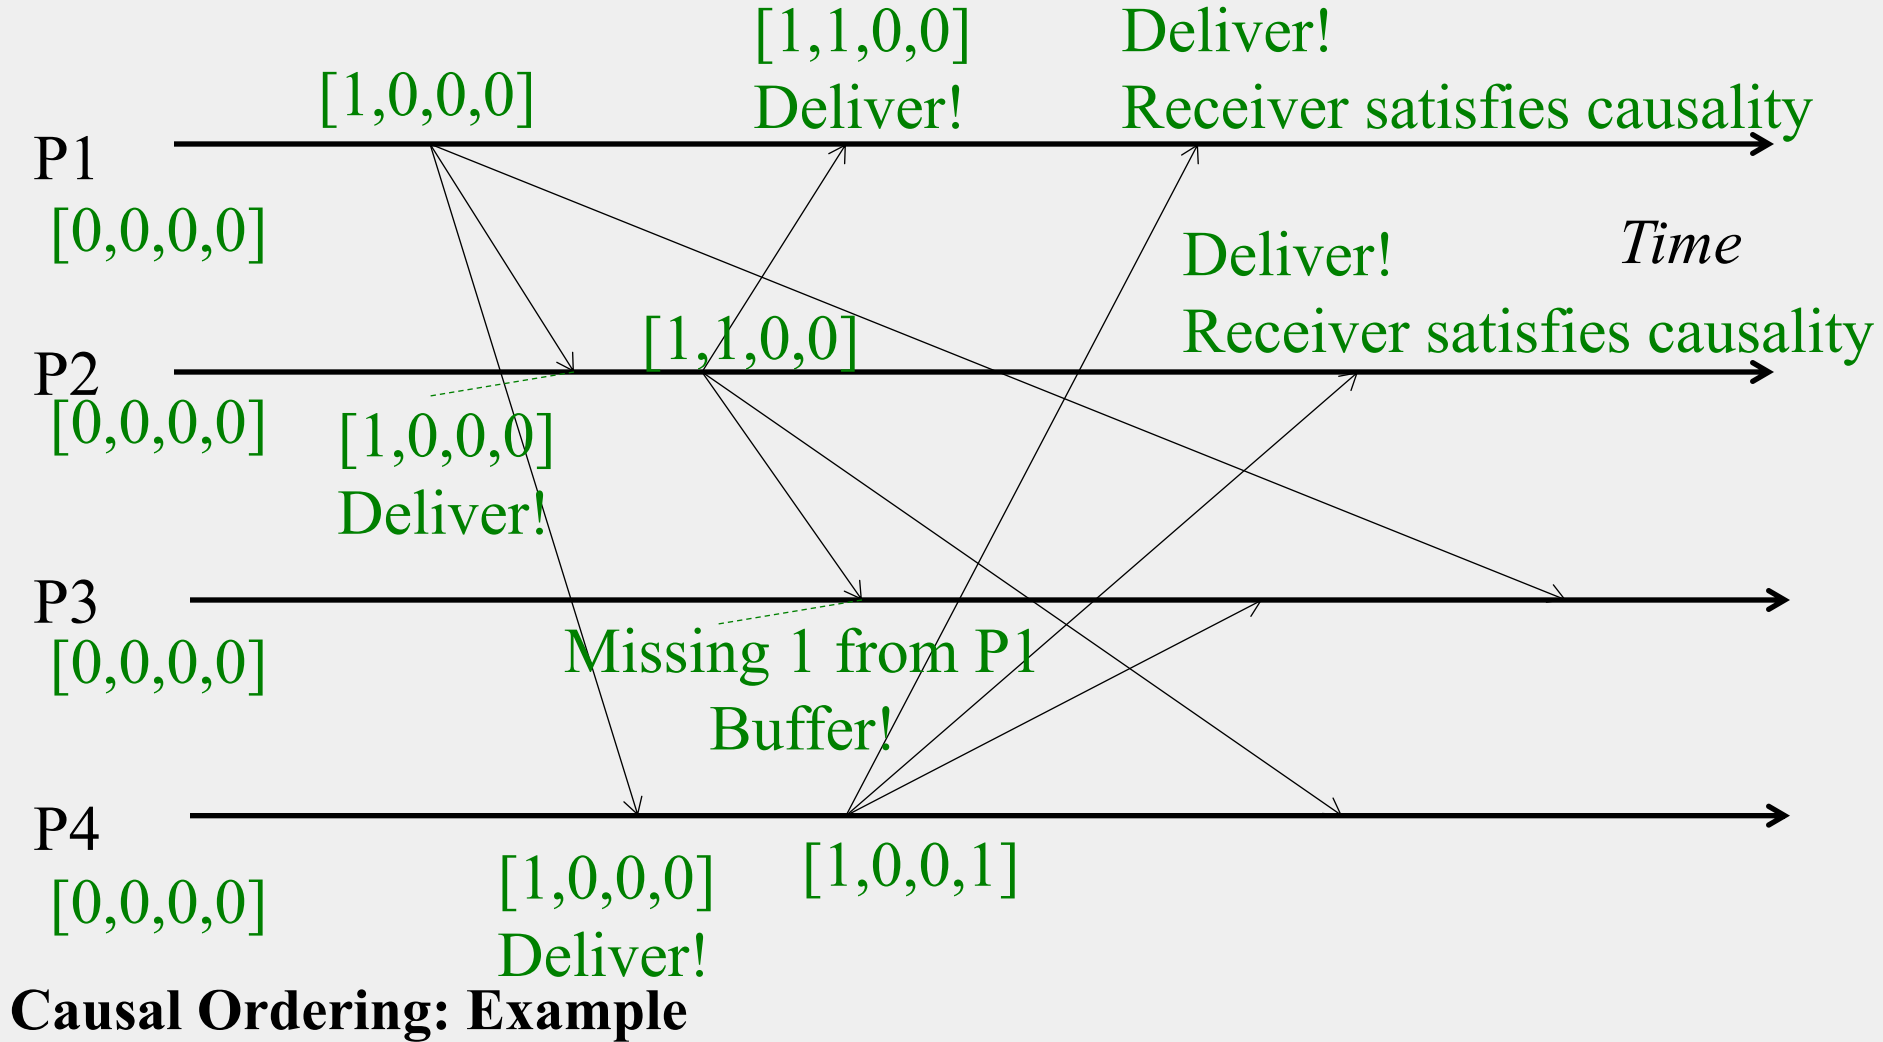 [1,1,0,0]
Deliver!
Deliver!
Receiver satisfies causality
[1,0,0,0]
P1
[0,0,0,0]
Time
Deliver!
Receiver satisfies causality
[1,1,0,0]
P2
[0,0,0,0]
[1,0,0,0]
Deliver!
P3
[0,0,0,0]
Missing 1 from P1
Buffer!
P4
[0,0,0,0]
[1,0,0,0]
Deliver!
[1,0,0,1]
Causal Ordering: Example